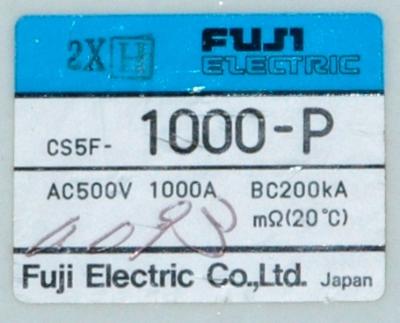 2X H
FUJI
ELECTRIC
CS5F- 1000-P
AC500V 1000A BC200kA
mΩ(20℃)
Fuji Electric Co.,Ltd. Japan